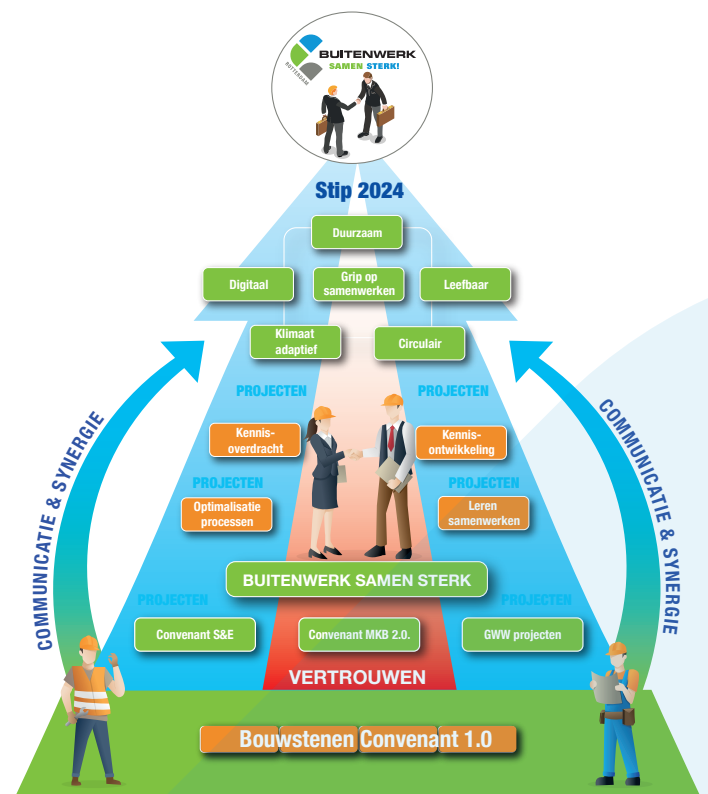 BUITENWERK
SAMEN STERK!
ROTTERDAM
Stip 2024
Duurzaam
Digitaal
Grip op
samenwerken
Leefbaar
Klimaat
adaptief
Circulair
PROJECTEN
PROJECTEN
Kennis-
overdracht
Kennis-
ontwikkeling
PROJECTEN
PROJECTEN
Optimalisatie
processen
Leren
samenwerken
COMMUNICATIE & SYNERGIE
COMMUNICATIE & SYNERGIE
BUITENWERK SAMEN STERK
PROJECTEN
PROJECTEN
Convenant S&E
Convenant MKB 2.0.
GWW projecten
VERTROUWEN
Bouwstenen Convenant 1.0